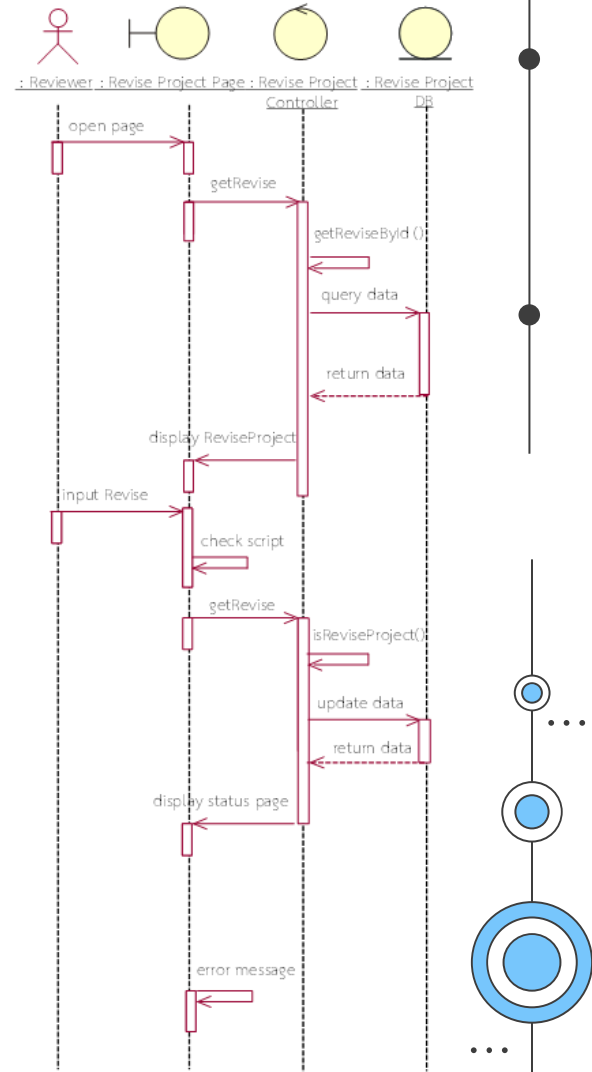 : Reviewer : Revise Project Page : Revise Project : Revise Project
Controller DB
open page
getRevise
getReviseById ()
query data
return data
display ReviseProject
input Revise
check script
getRevise
isReviseProject()
update data
return data
display status page
error message